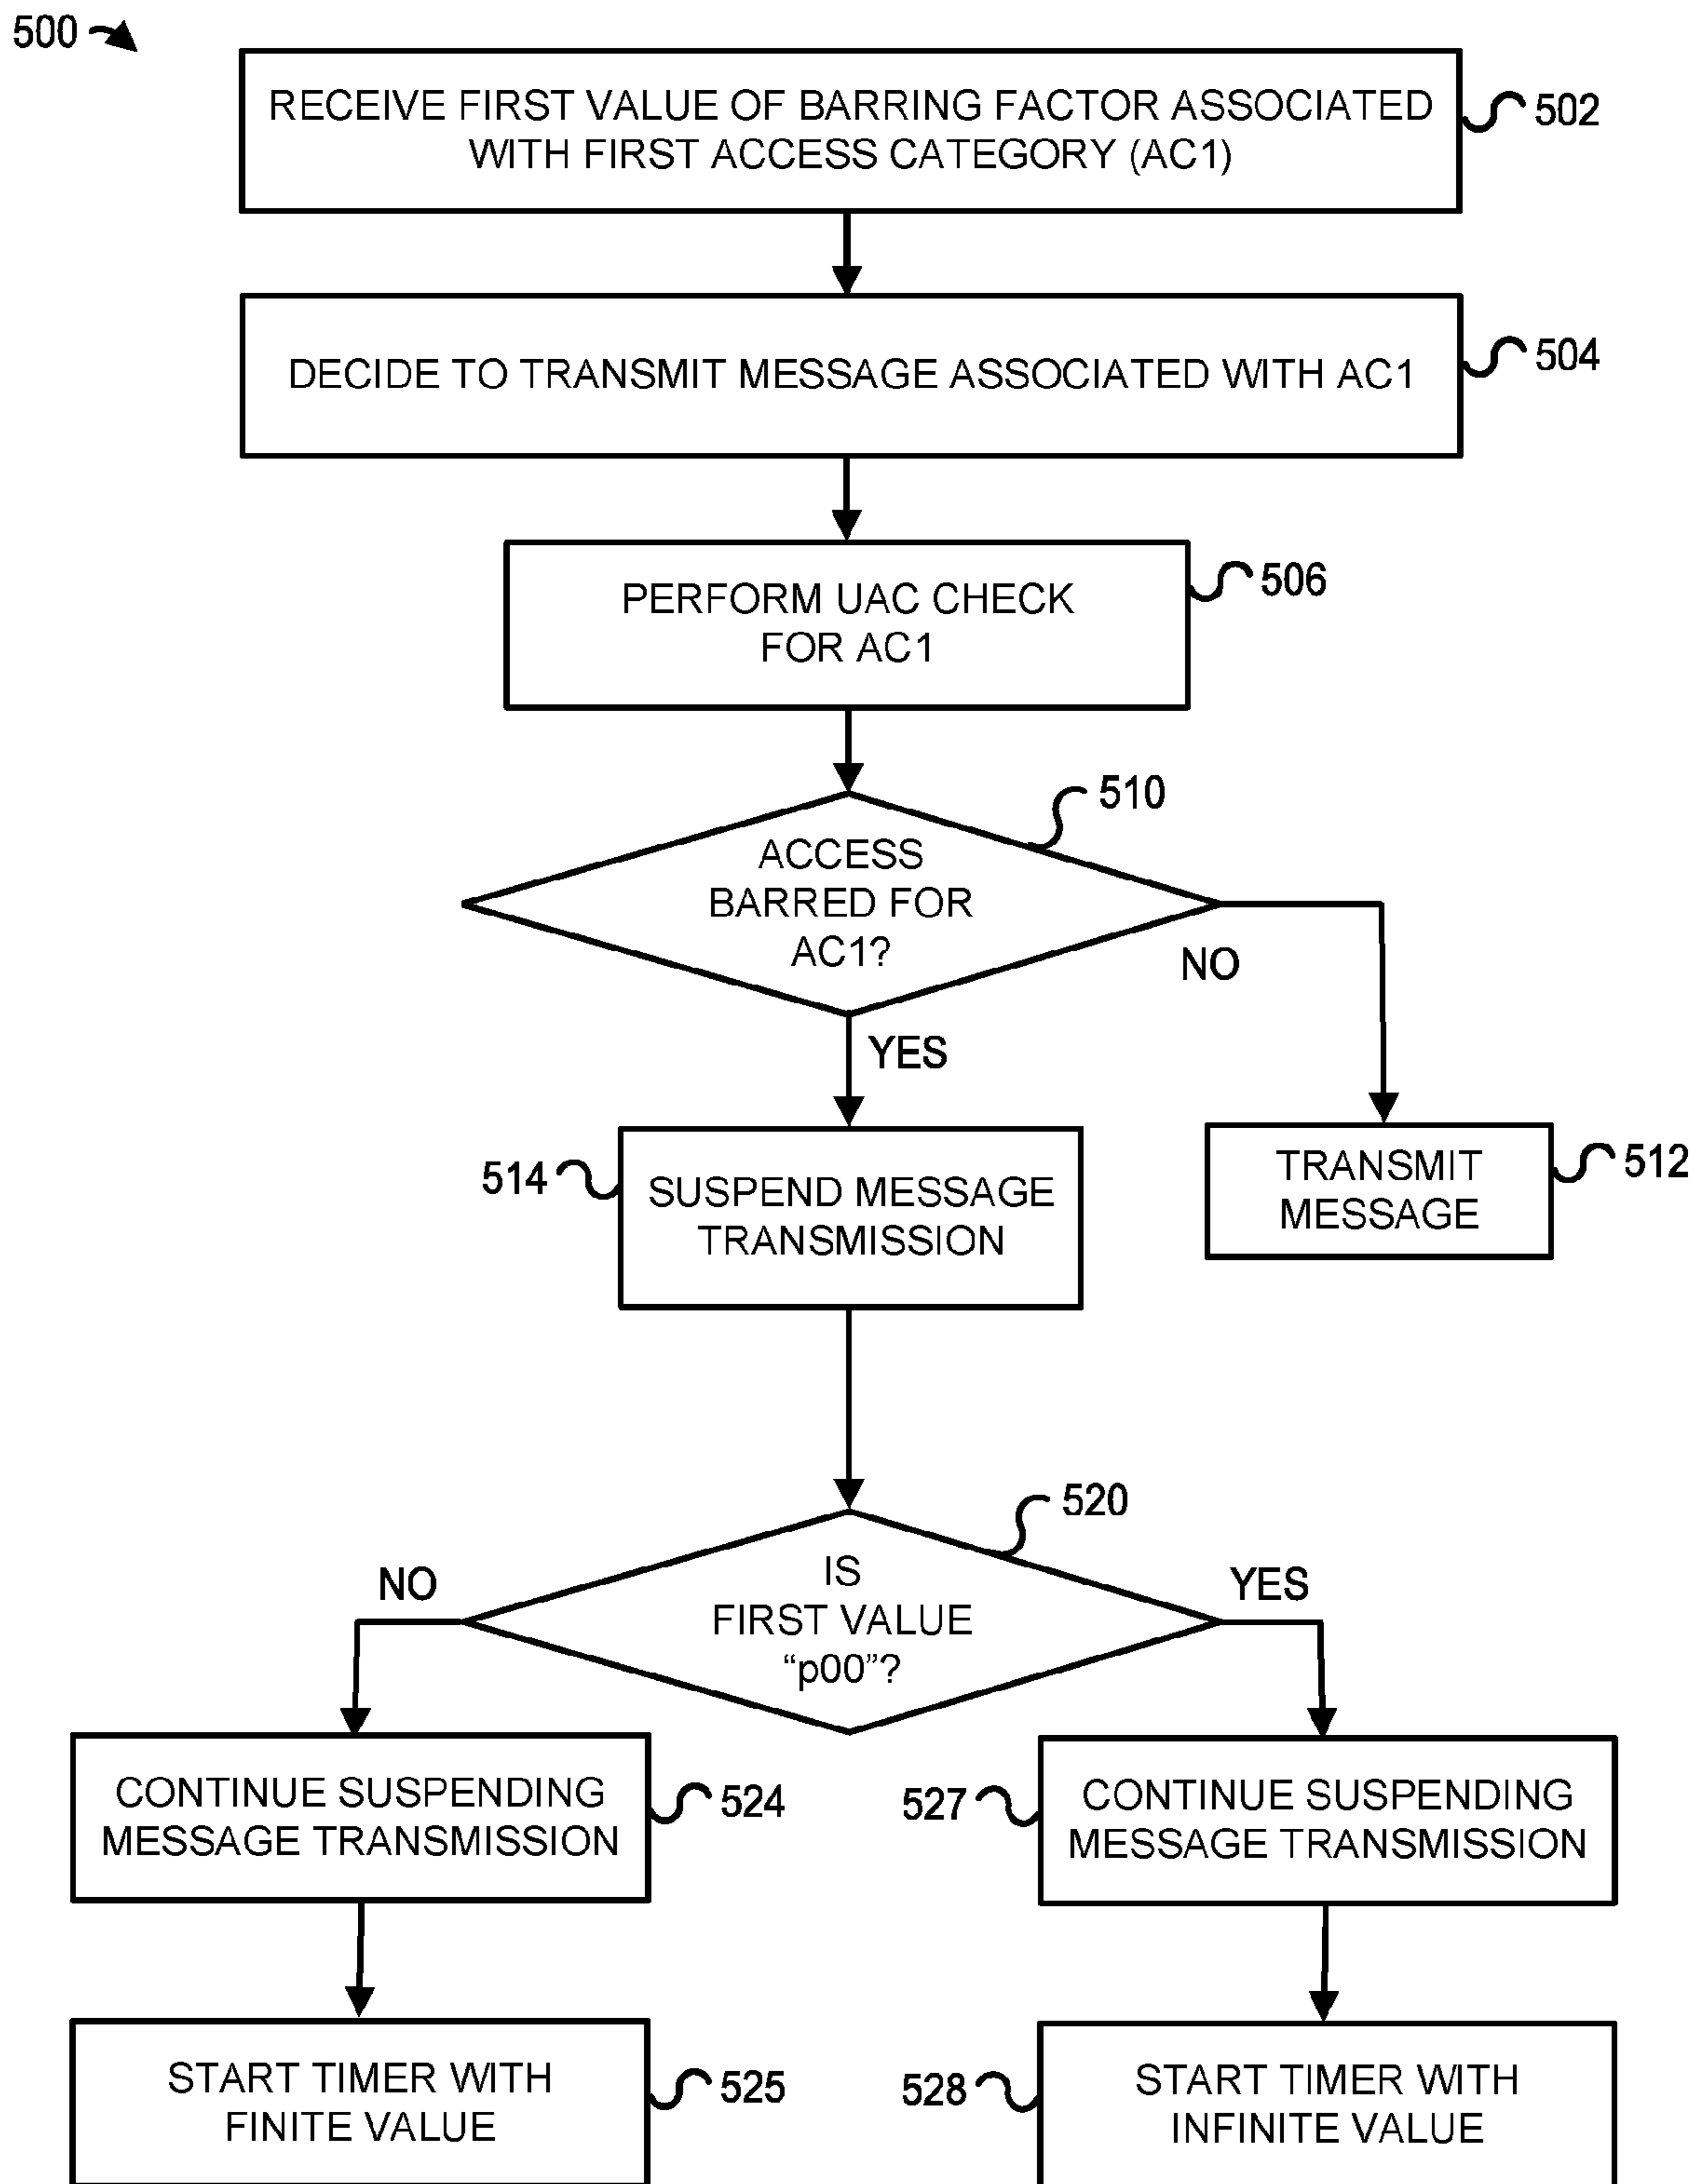 500
RECEIVE FIRST VALUE OF BARRING FACTOR ASSOCIATED
WITH FIRST ACCESS CATEGORY (AC1)
502
DECIDE TO TRANSMIT MESSAGE ASSOCIATED WITH AC1
504
PERFORM UAC CHECK
FOR AC1
506
510
ACCESS
BARRED FOR
AC1?
NO
YES
514
SUSPEND MESSAGE
TRANSMISSION
TRANSMIT
MESSAGE
512
520
IS
FIRST VALUE
“p00”?
NO
YES
CONTINUE SUSPENDING
MESSAGE TRANSMISSION
524
527
CONTINUE SUSPENDING
MESSAGE TRANSMISSION
START TIMER WITH
FINITE VALUE
525
528
START TIMER WITH
INFINITE VALUE